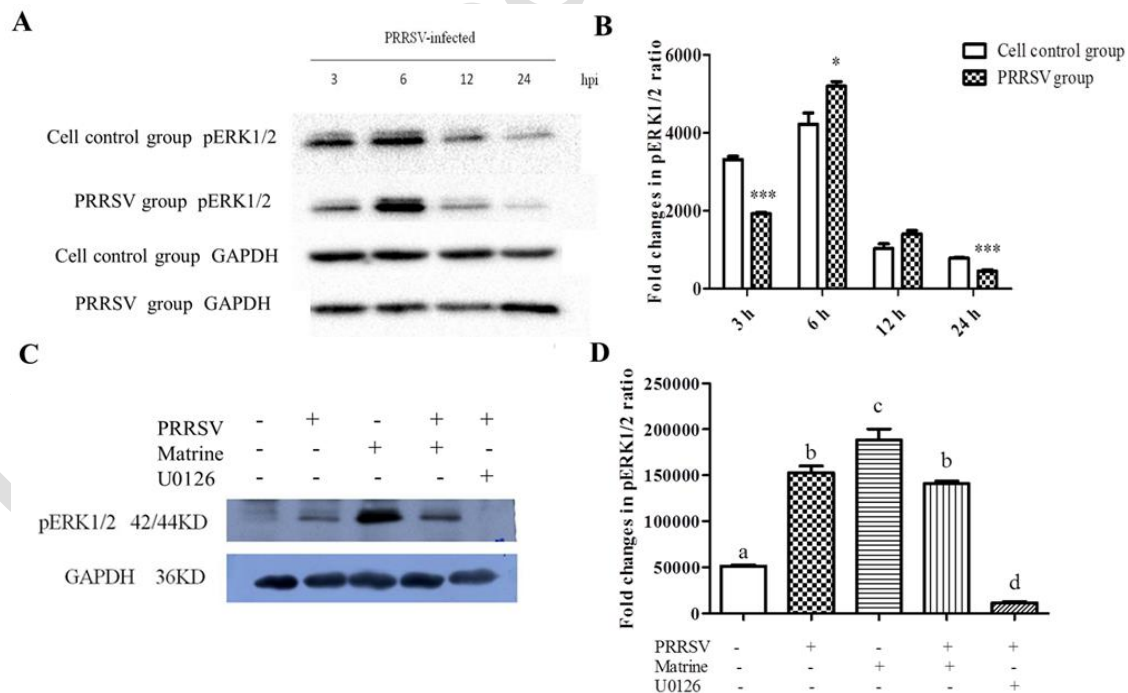 A
PRRSV-infected
3 6 12 24 hpi
Cell control group pERK1/2
PRRSV group pERK1/2
Cell control group GAPDH
PRRSV group GAPDH
B
Fold changes in pERK1/2 ratio
6000
4000
2000
0
*
***
***
3 h 6 h 12 h 24 h
Cell control group
PRRSV group
C
PRRSV - + - + +
Matrine - - + + -
U0126 - - - - +
pERK1/2 42/44KD
GAPDH 36KD
D
Fold changes in pERK1/2 ratio
250000
200000
150000
100000
50000
0
a b c b d
PRRSV - + - + +
Matrine - - + + -
U0126 - - - - +